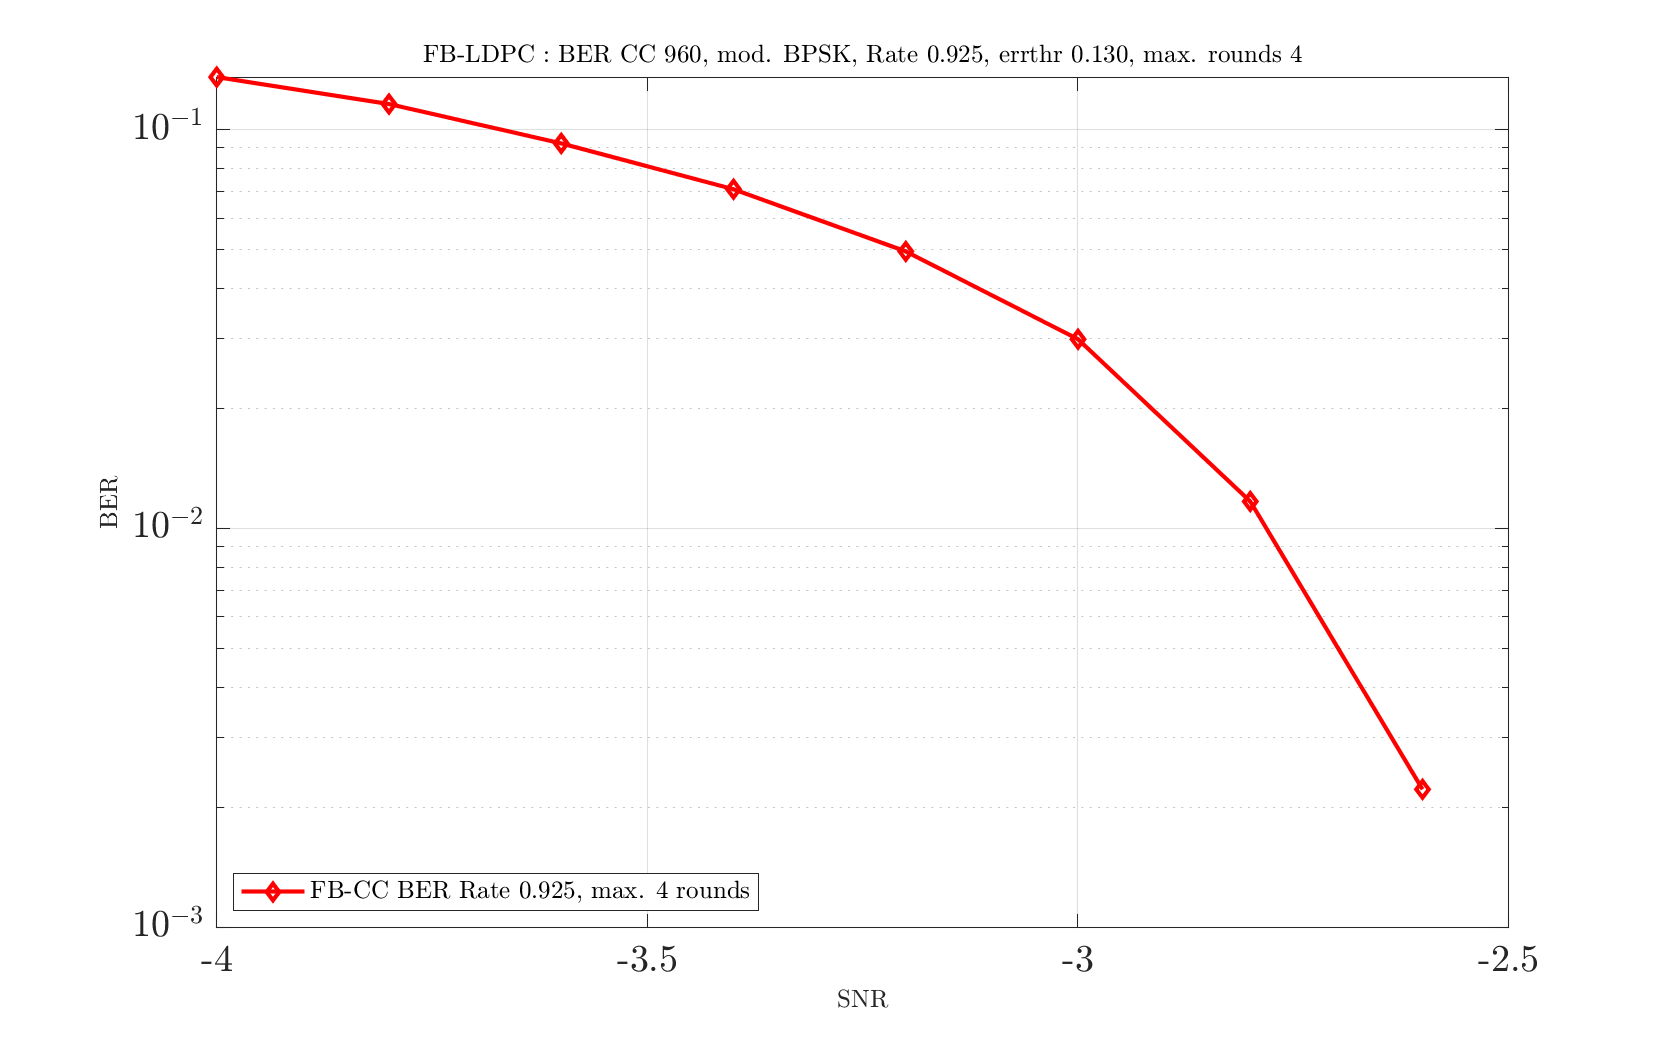 FB-LDPC : BER CC 960, mod. BPSK, Rate 0.925, errthr 0.130, max. rounds 4
10⁻¹
10⁻²
10⁻³
BER
FB-CC BER Rate 0.925, max. 4 rounds
-4 -3.5 -3 -2.5
SNR